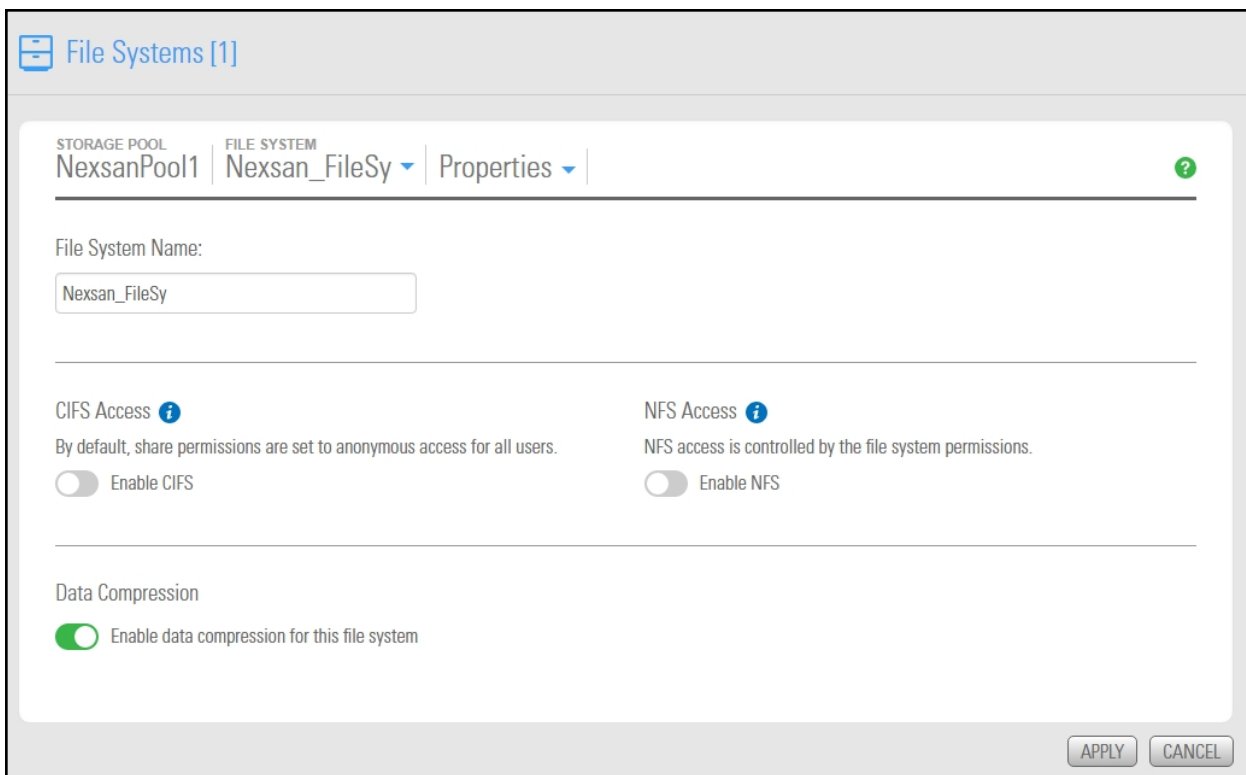 File Systems [1]
STORAGE POOL
NexsanPool1
FILE SYSTEM
Nexsan_FileSy
Properties
?
File System Name:
Nexsan_FileSy
CIFS Access i
By default, share permissions are set to anonymous access for all users.
Enable CIFS
NFS Access i
NFS access is controlled by the file system permissions.
Enable NFS
Data Compression
Enable data compression for this file system
APPLY
CANCEL